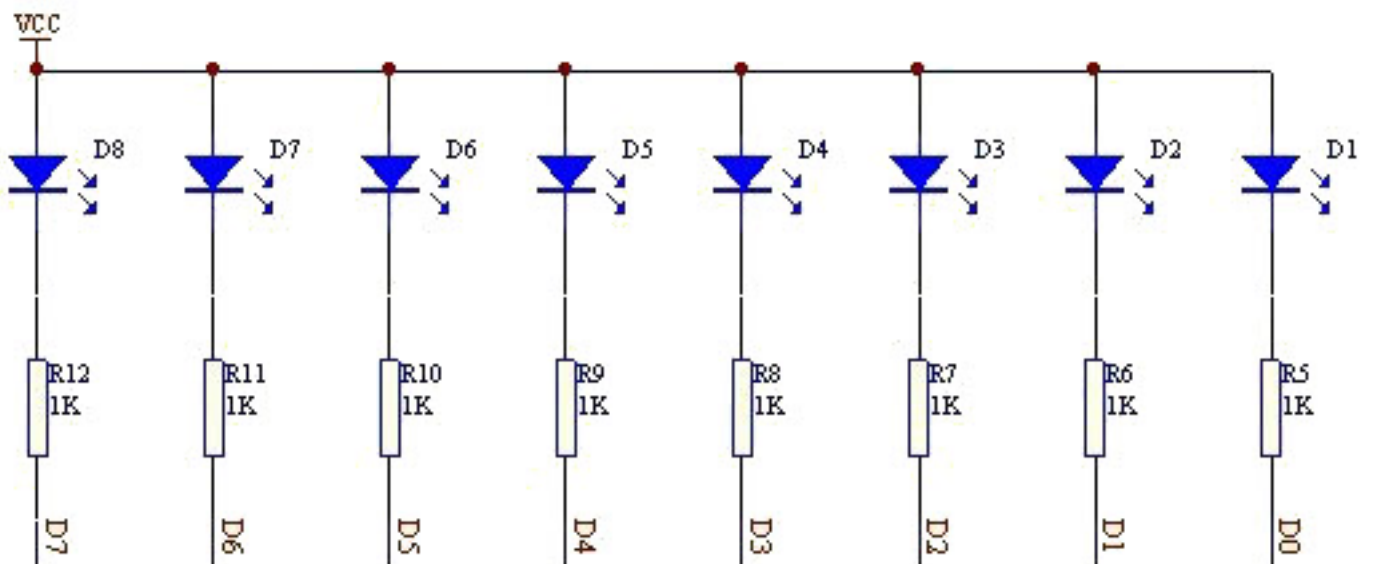 VCC
D8 D7 D6 D5 D4 D3 D2 D1
R12 R11 R10 R9 R8 R7 R6 R5
1K 1K 1K 1K 1K 1K 1K 1K
D7 D6 D5 D4 D3 D2 D1 D0